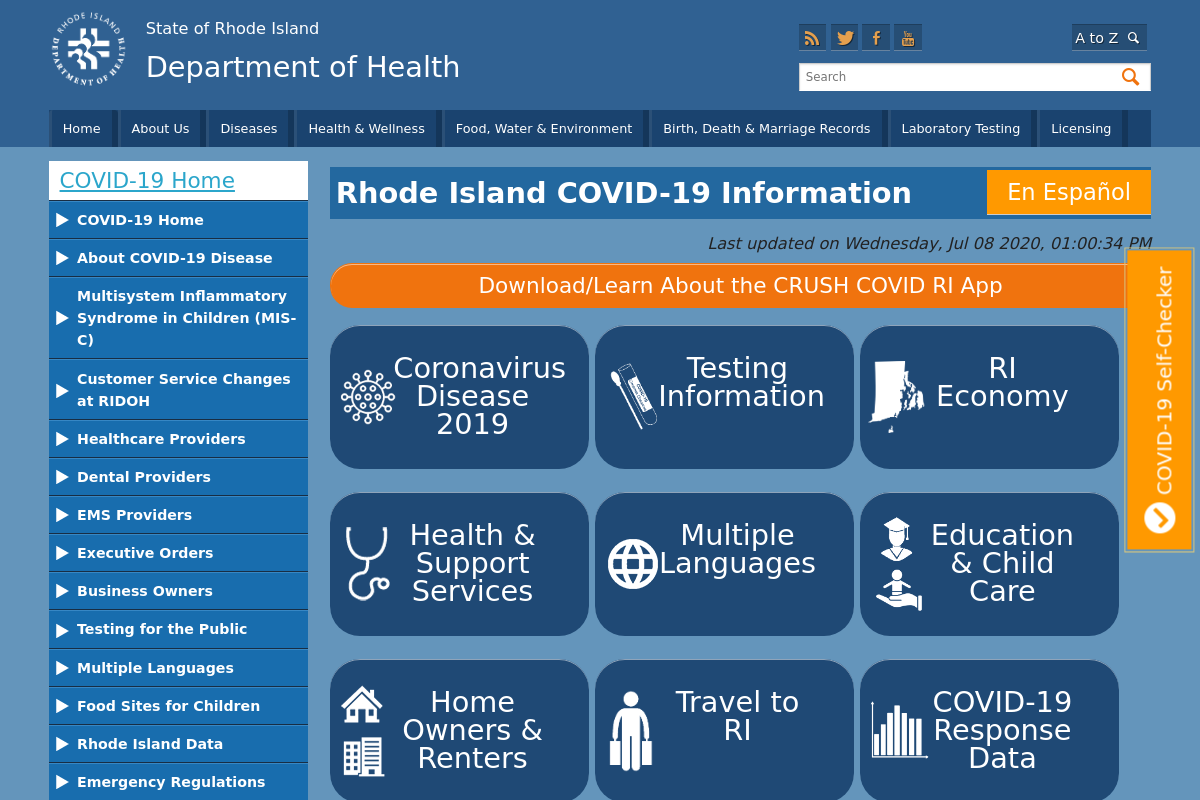 RHODE ISLAND
DEPARTMENT OF HEALTH
State of Rhode Island
Department of Health
A to Z
Search
Home
About Us
Diseases
Health & Wellness
Food, Water & Environment
Birth, Death & Marriage Records
Laboratory Testing
Licensing
COVID-19 Home
COVID-19 Home
About COVID-19 Disease
Multisystem Inflammatory
Syndrome in Children (MIS-
C)
Customer Service Changes
at RIDOH
Healthcare Providers
Dental Providers
EMS Providers
Executive Orders
Business Owners
Testing for the Public
Multiple Languages
Food Sites for Children
Rhode Island Data
Emergency Regulations
Rhode Island COVID-19 Information
En Español
Last updated on Wednesday, Jul 08 2020, 01:00:34 PM
Download/Learn About the CRUSH COVID RI App
Coronavirus
Disease
2019
Testing
Information
RI
Economy
Health &
Support
Services
Multiple
Languages
Education
& Child
Care
Home
Owners &
Renters
Travel to
RI
COVID-19
Response
Data
COVID-19 Self-Checker